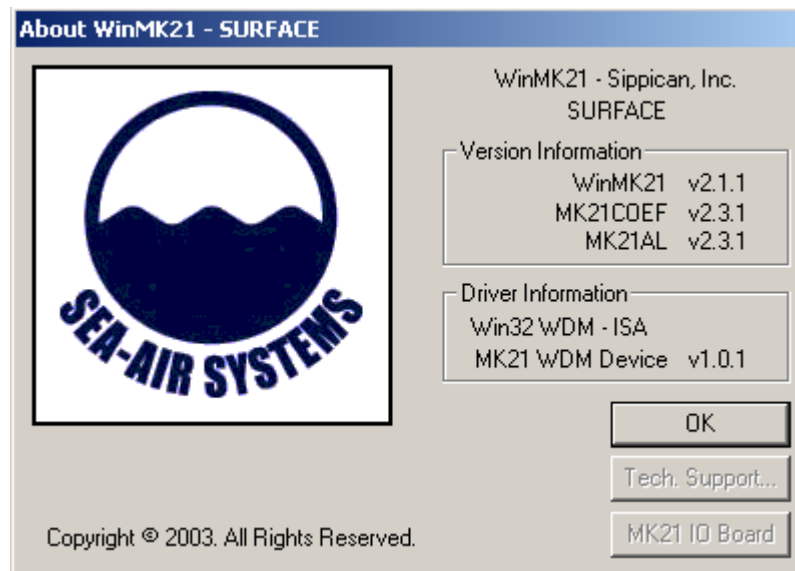 About WinMK21 - SURFACE
WinMK21 - Sippican, Inc.
SURFACE
Version Information
WinMK21 v2.1.1
MK21COEF v2.3.1
MK21AL v2.3.1
SEA-AIR SYSTEMS
Driver Information
Win32 WDM - ISA
MK21 WDM Device v1.0.1
OK
Tech. Support...
MK21 IO Board
Copyright © 2003. All Rights Reserved.